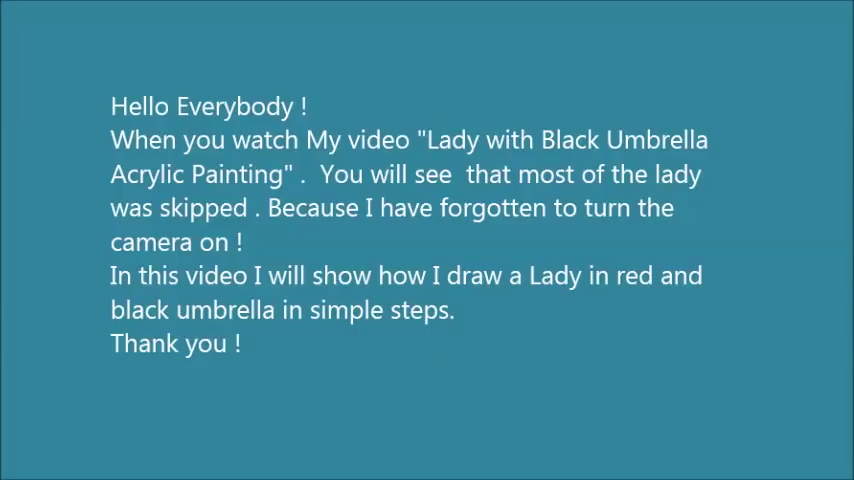 Hello Everybody !
When you watch My video "Lady with Black Umbrella
Acrylic Painting" .  You will see  that most of the lady
was skipped . Because I have forgotten to turn the
camera on !
In this video I will show how I draw a Lady in red and
black umbrella in simple steps.
Thank you !